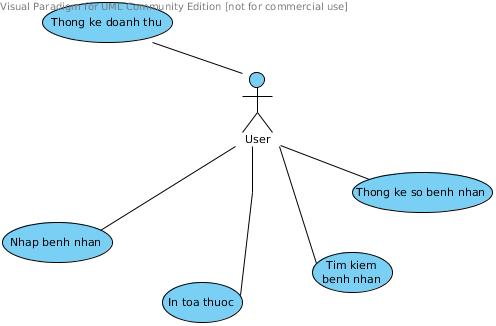 Visual Paradigm for UML Community Edition [not for commercial use]
Thong ke doanh thu
User
Thong ke so benh nhan
Nhap benh nhan
Tim kiem
benh nhan
In toa thuoc